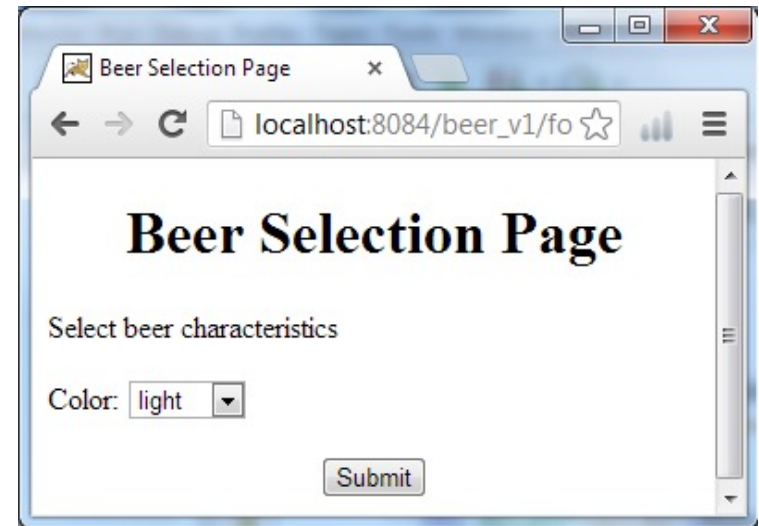 Beer Selection Page
localhost:8084/beer_v1/fo
Beer Selection Page
Select beer characteristics
Color: light
Submit